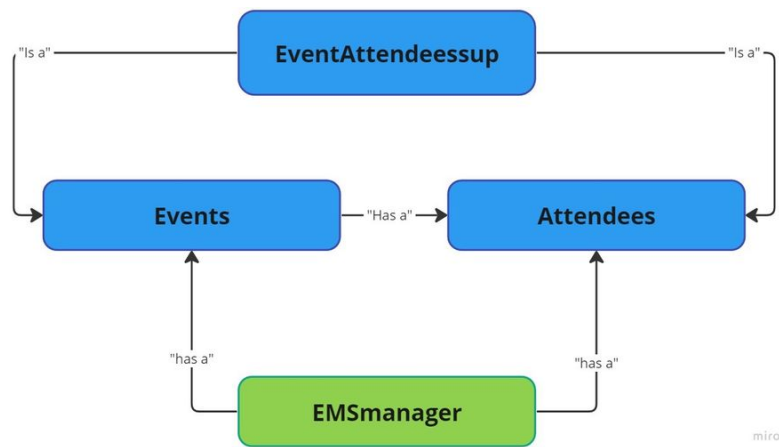 EventAttendeessup
"Is a"
"Is a"
Events
"Has a"
Attendees
"has a"
"has a"
EMSmanager
miro